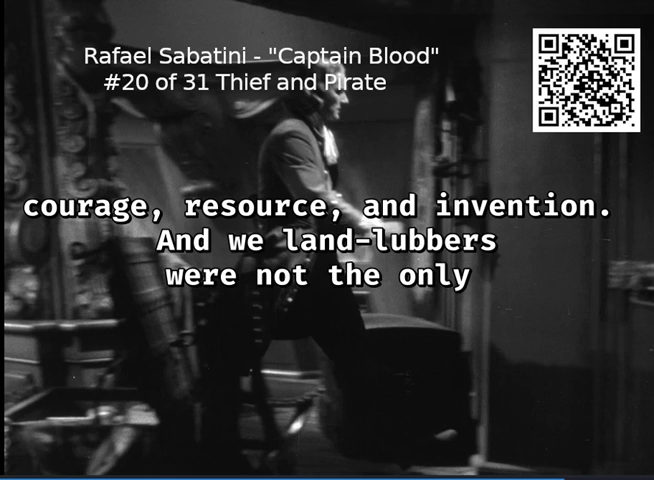 Rafael Sabatini - "Captain Blood"
#20 of 31 Thief and Pirate
courage, resource, and invention.
And we land-lubbers
were not the only